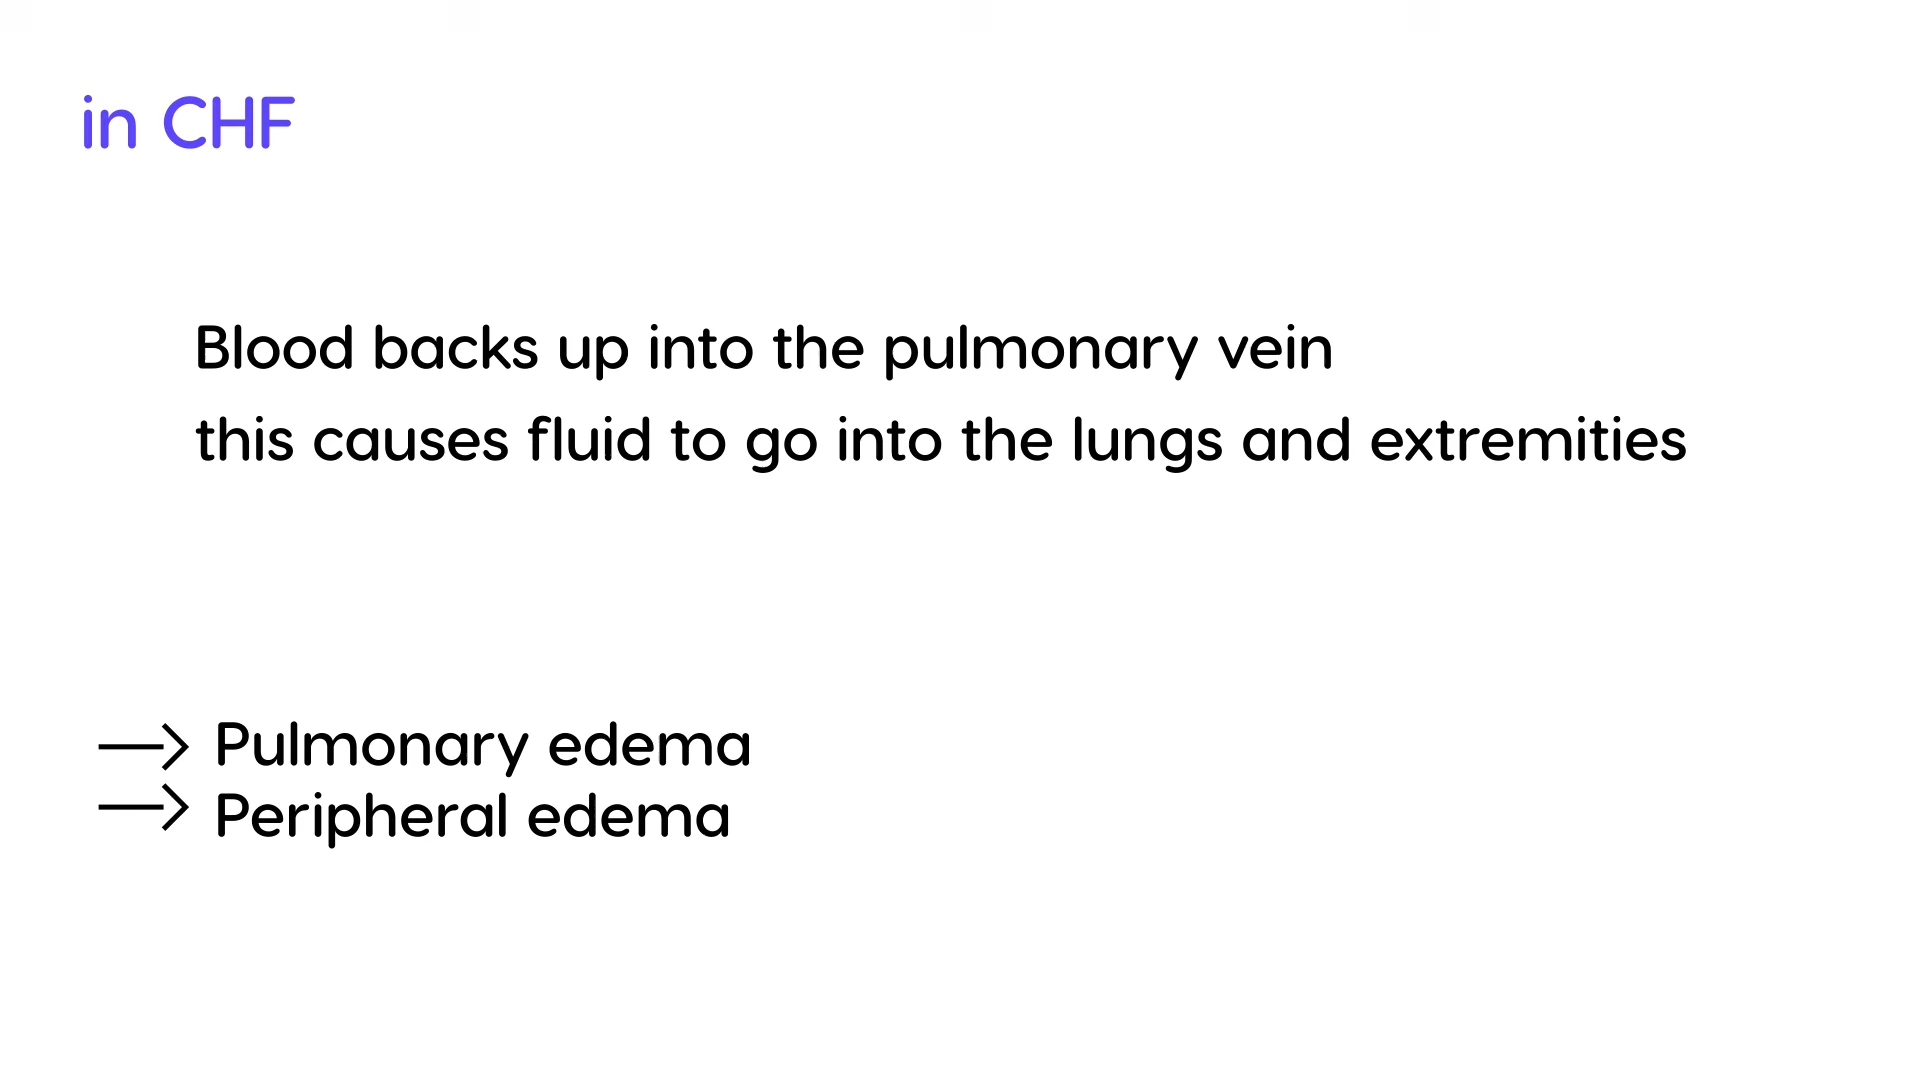 in CHF
Blood backs up into the pulmonary vein
this causes fluid to go into the lungs and extremities
Pulmonary edema
Peripheral edema